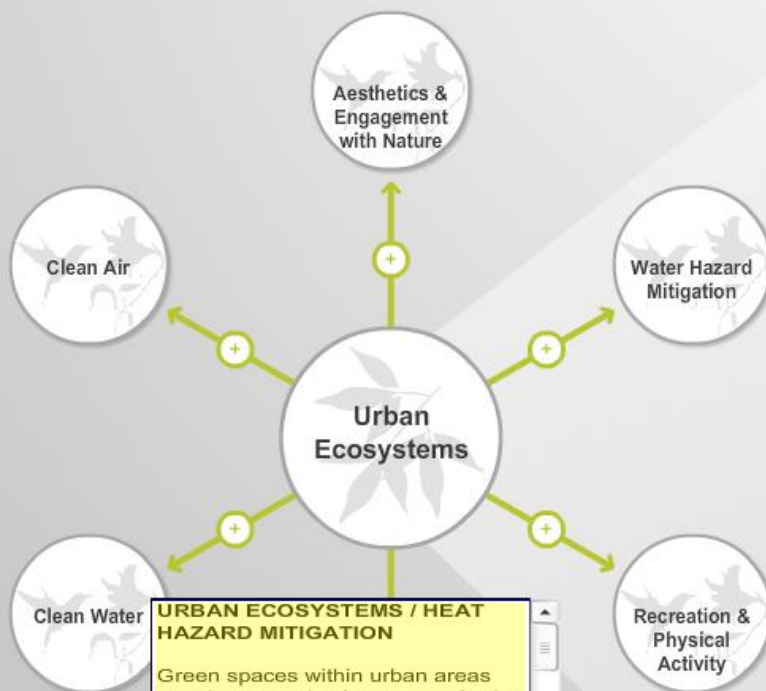 Aesthetics &
Engagement
with Nature
Clean Air
Water Hazard
Mitigation
Urban
Ecosystems
Clean Water
Recreation &
Physical
Activity
URBAN ECOSYSTEMS / HEAT
HAZARD MITIGATION
Green spaces within urban areas